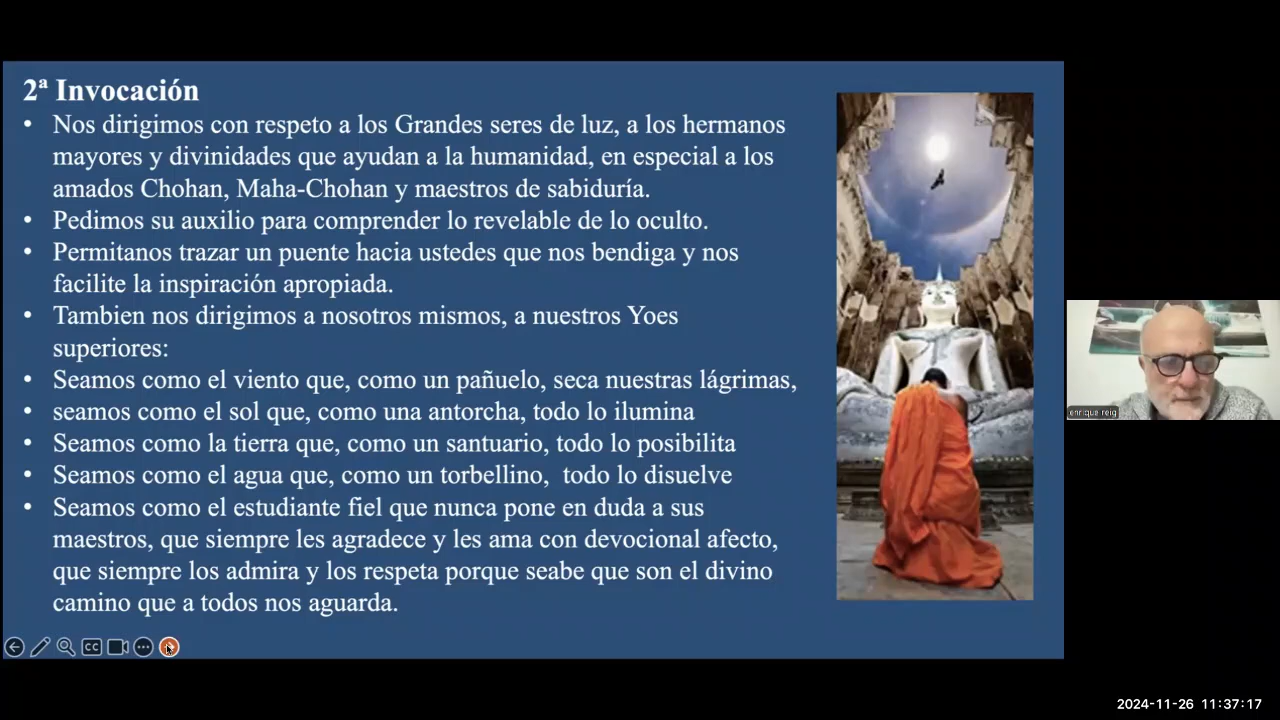 2ª Invocación
• Nos dirigimos con respeto a los Grandes seres de luz, a los hermanos
mayores y divinidades que ayudan a la humanidad, en especial a los
amados Chohan, Maha-Chohan y maestros de sabiduría.
• Pedimos su auxilio para comprender lo revelable de lo oculto.
• Permitanos trazar un puente hacia ustedes que nos bendiga y nos
facilite la inspiración apropiada.
• Tambien nos dirigimos a nosotros mismos, a nuestros Yoes
superiores:
• Seamos como el viento que, como un pañuelo, seca nuestras lágrimas,
• seamos como el sol que, como una antorcha, todo lo ilumina
• Seamos como la tierra que, como un santuario, todo lo posibilita
• Seamos como el agua que, como un torbellino, todo lo disuelve
• Seamos como el estudiante fiel que nunca pone en duda a sus
maestros, que siempre les agradece y les ama con devocional afecto,
que siempre los admira y los respeta porque seabe que son el divino
camino que a todos nos aguarda.
CC
enrique reig
2024-11-26 11:37:17